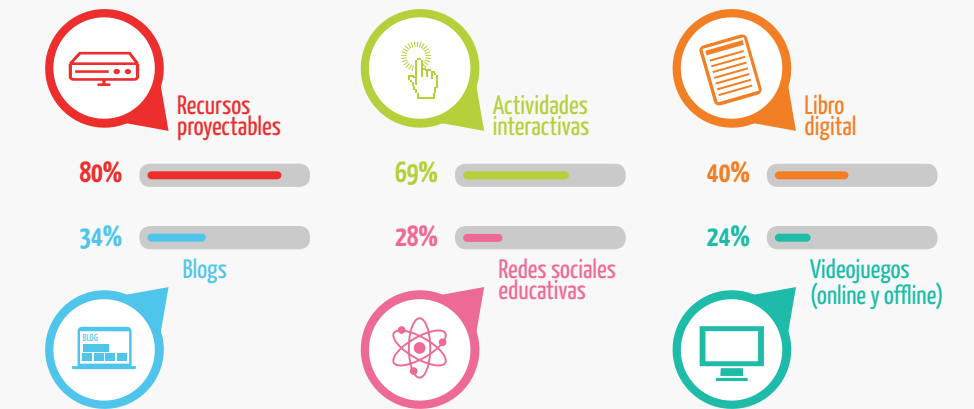 Recursos
proyectables
80%
Actividades
interactivas
69%
Libro
digital
40%
34%
Blogs
BLOG
28%
Redes sociales
educativas
24%
Videojuegos
(online y offline)